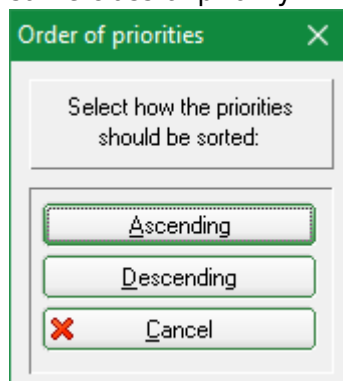 Order of priorities
Select how the priorities
should be sorted:
Ascending
Descending
Cancel